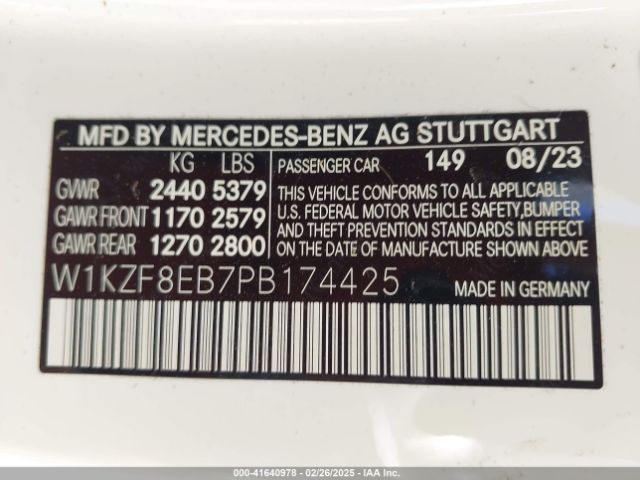 MFD BY MERCEDES-BENZ AG STUTTGART
KG LBS
GVWR 2440 5379
GAWR FRONT 1170 2579
GAWR REAR 1270 2800
PASSENGER CAR 149 08/23
THIS VEHICLE CONFORMS TO ALL APPLICABLE
U.S. FEDERAL MOTOR VEHICLE SAFETY, BUMPER
AND THEFT PREVENTION STANDARDS IN EFFECT
ON THE DATE OF MANUFACTURE SHOWN ABOVE.
W1KZF8EB7PB174425 MADE IN GERMANY
000-41640978 | 02/26/2025 - IAAI.com